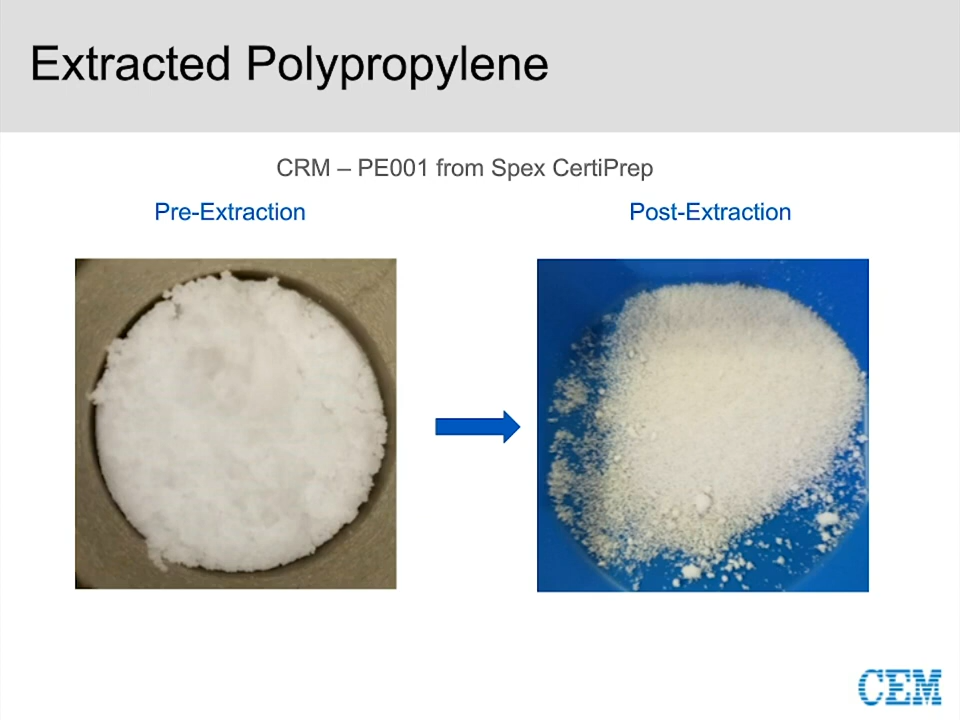 Extracted Polypropylene
CRM – PE001 from Spex CertiPrep
Pre-Extraction
Post-Extraction
CEM